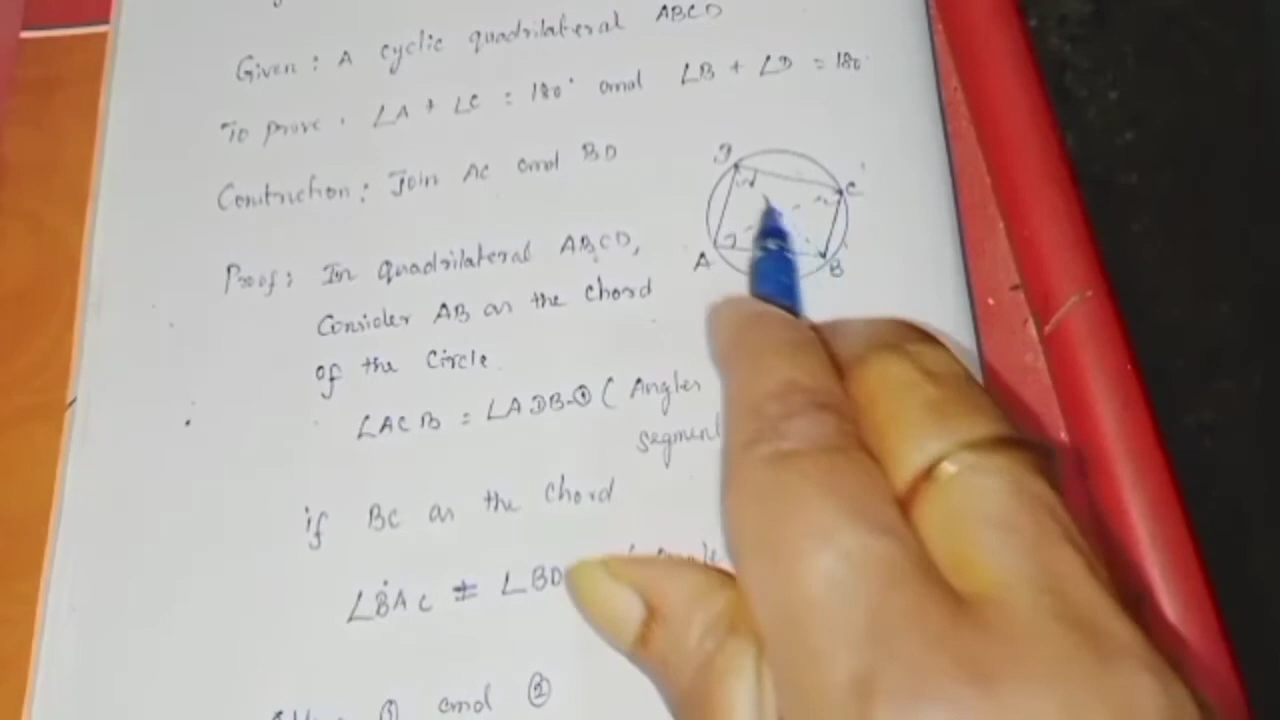 Given : A cyclic quadrilateral ABCD
To prove . ∠A + ∠C = 180° and ∠B + ∠D = 180°
Contruction : Join AC and BD
D
C
A
B
Proof : In quadrilateral ABCD,
Consider AB as the chord
of the circle.
∠ACB = ∠ADB-① ( Angles
segment
if BC as the chord
∠BAC = ∠BD
① and ②